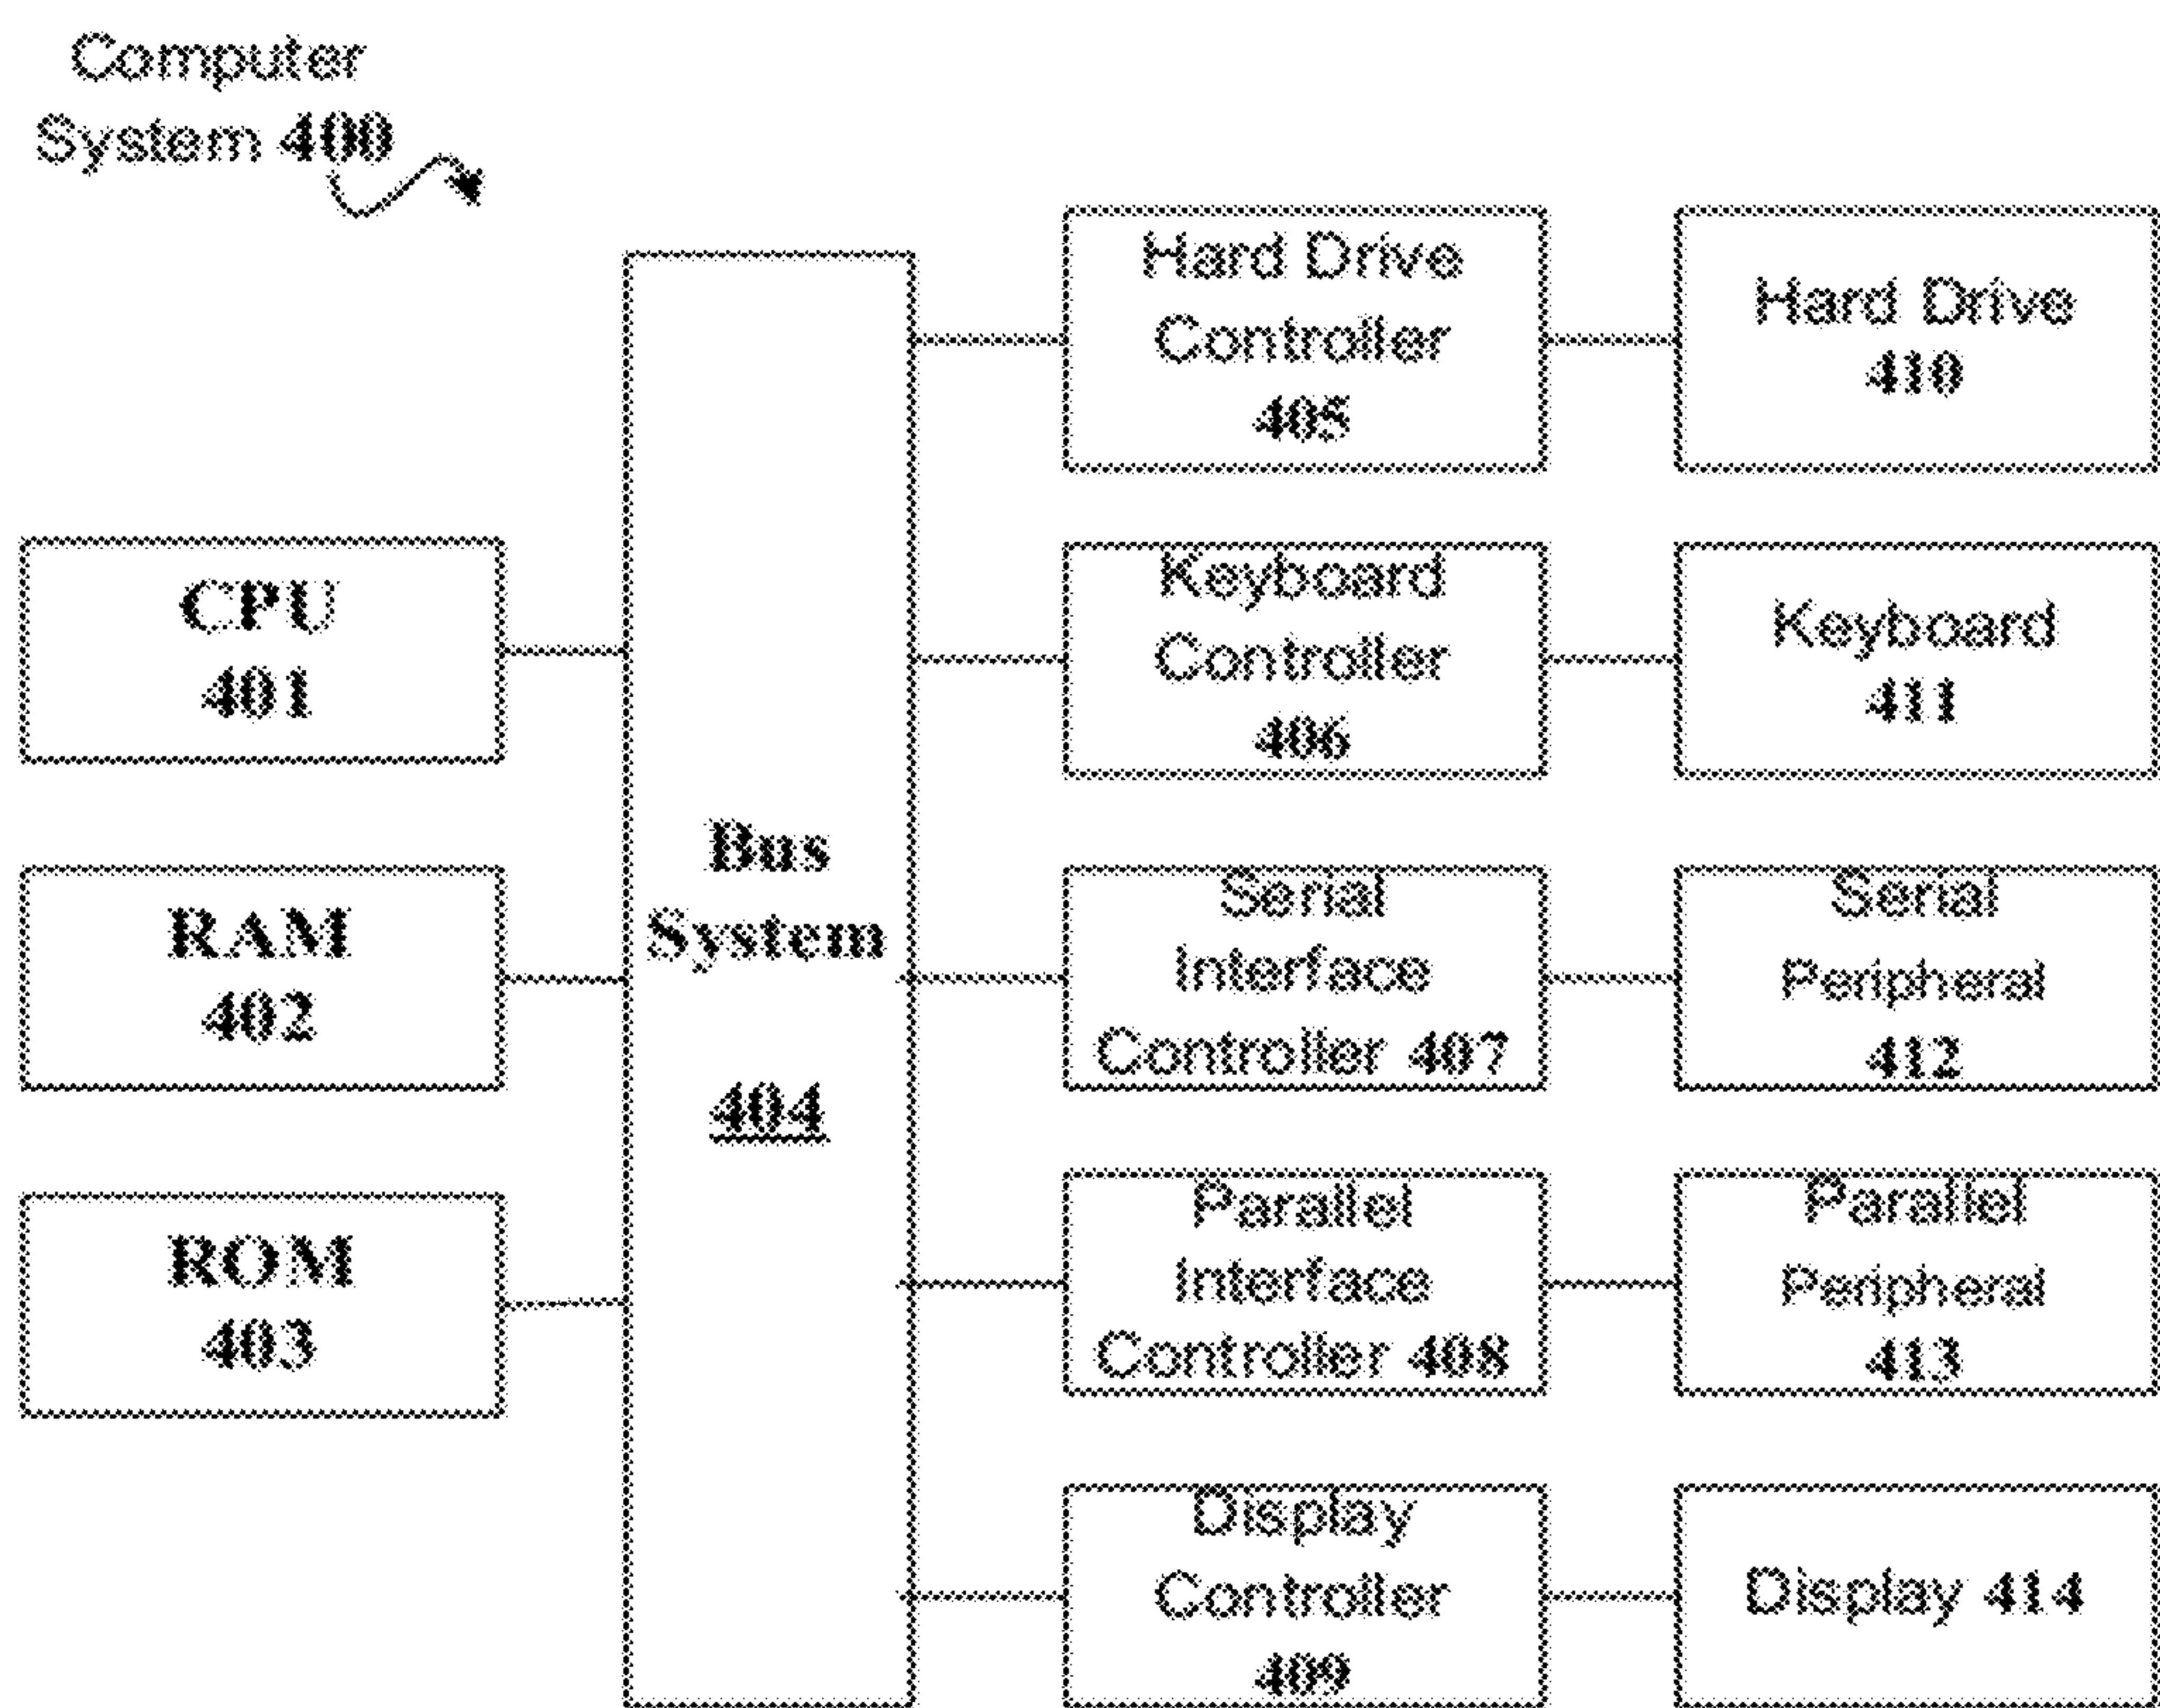 Computer
System 400
Hard Drive
Controller
405
Hard Drive
410
CPU
401
Keyboard
Controller
406
Keyboard
411
Bus
System
404
RAM
402
Serial
Interface
Controller 407
Serial
Peripheral
412
ROM
403
Parallel
Interface
Controller 408
Parallel
Peripheral
413
Display
Controller
409
Display 414